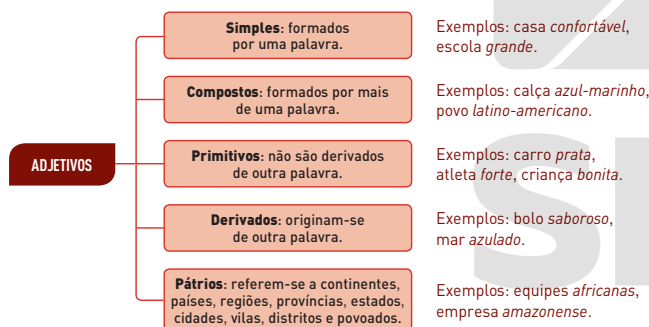 Simples: formados
por uma palavra.
Exemplos: casa confortável,
escola grande.
Compostos: formados por mais
de uma palavra.
Exemplos: calça azul-marinho,
povo latino-americano.
ADJETIVOS
Primitivos: não são derivados
de outra palavra.
Exemplos: carro prata,
atleta forte, criança bonita.
Derivados: originam-se
de outra palavra.
Exemplos: bolo saboroso,
mar azulado.
Pátrios: referem-se a continentes,
países, regiões, províncias, estados,
cidades, vilas, distritos e povoados.
Exemplos: equipes africanas,
empresa amazonense.